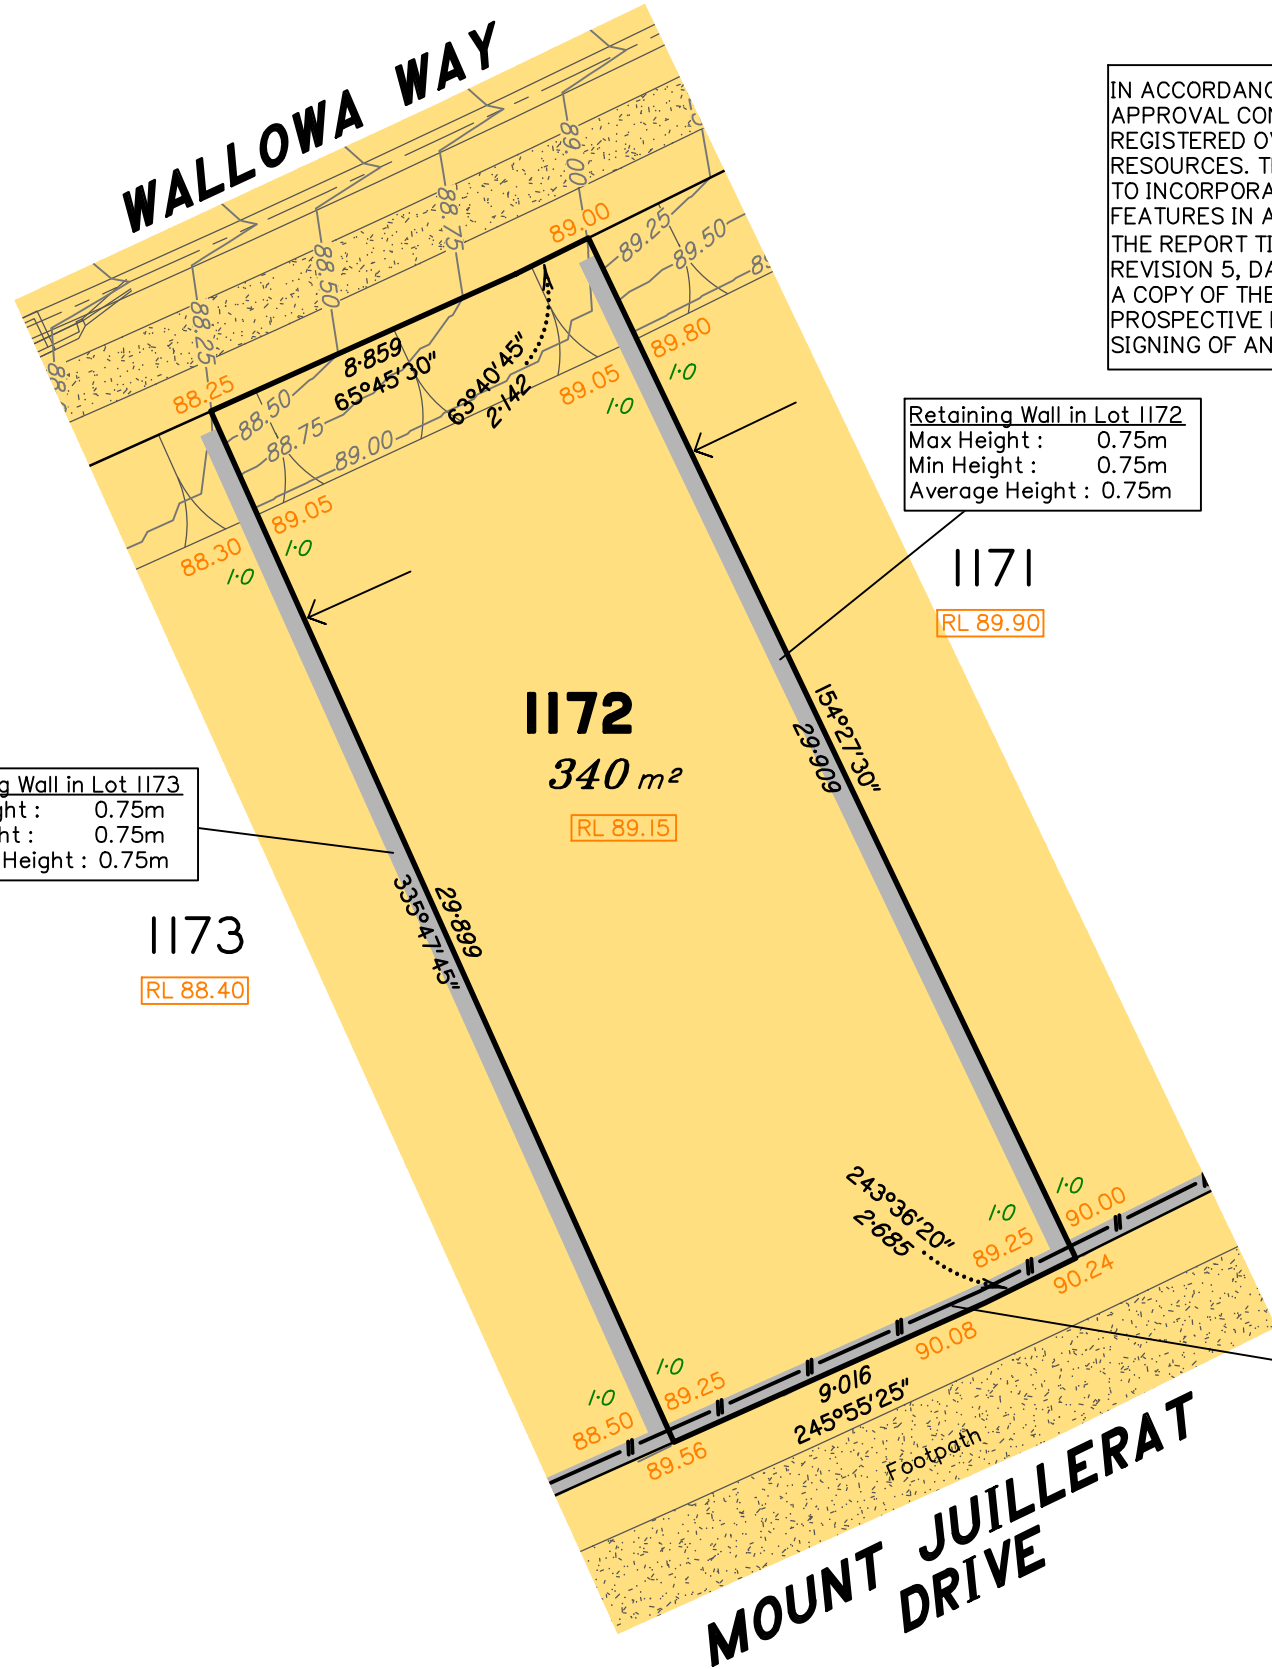 WALLOWA WAY
IN ACCORDANC
APPROVAL CON
REGISTERED OV
RESOURCES. T
TO INCORPORA
FEATURES IN A
THE REPORT TI
REVISION 5, DA
A COPY OF THE
PROSPECTIVE
SIGNING OF AN
88.25
88.50
88.75
89.00
89.00
89.25
89.50
88.25
8·859
65°45'30"
63°40'45"
2·142
89.80
1·0
89.05
1·0
88.50
88.75
89.00
89.05
1·0
88.30
1·0
Retaining Wall in Lot 1172
Max Height : 0.75m
Min Height : 0.75m
Average Height : 0.75m
1171
RL 89.90
1172
340 m²
RL 89.15
154°27'30"
29·909
g Wall in Lot 1173
ght : 0.75m
ht : 0.75m
Height : 0.75m
29·899
335°47'45"
1173
RL 88.40
243°36'20"
2·685
1·0
90.00
1·0
89.25
90.24
90.08
1·0
89.25
1·0
88.50
89.56
9·016
245°55'25"
Footpath
MOUNT JUILLERAT
DRIVE